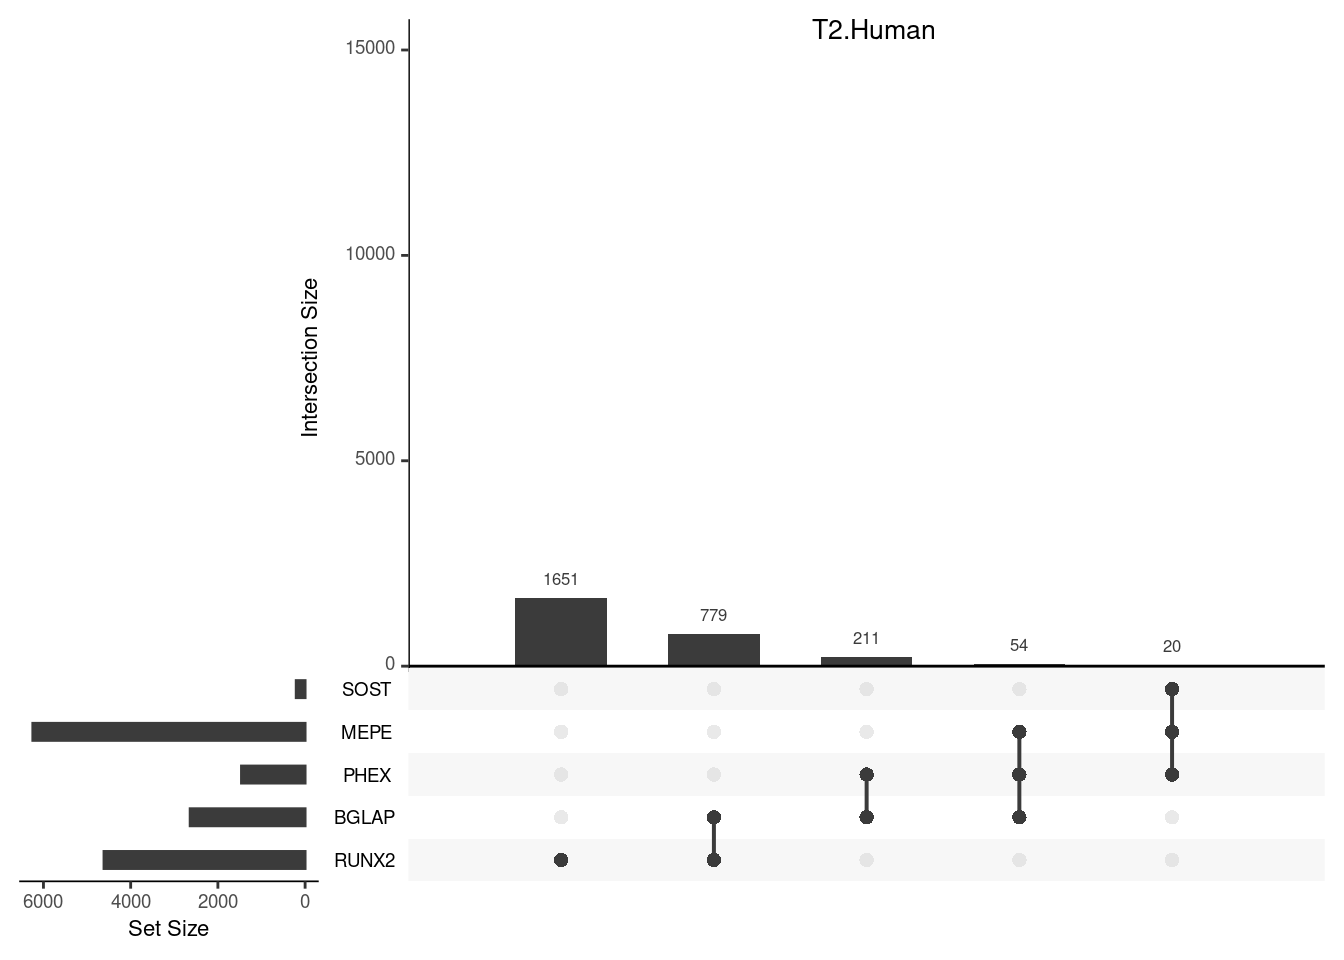 T2.Human
15000
10000
5000
0
Intersection Size
1651
779
211
54
20
SOST
MEPE
PHEX
BGLAP
RUNX2
6000 4000 2000 0
Set Size